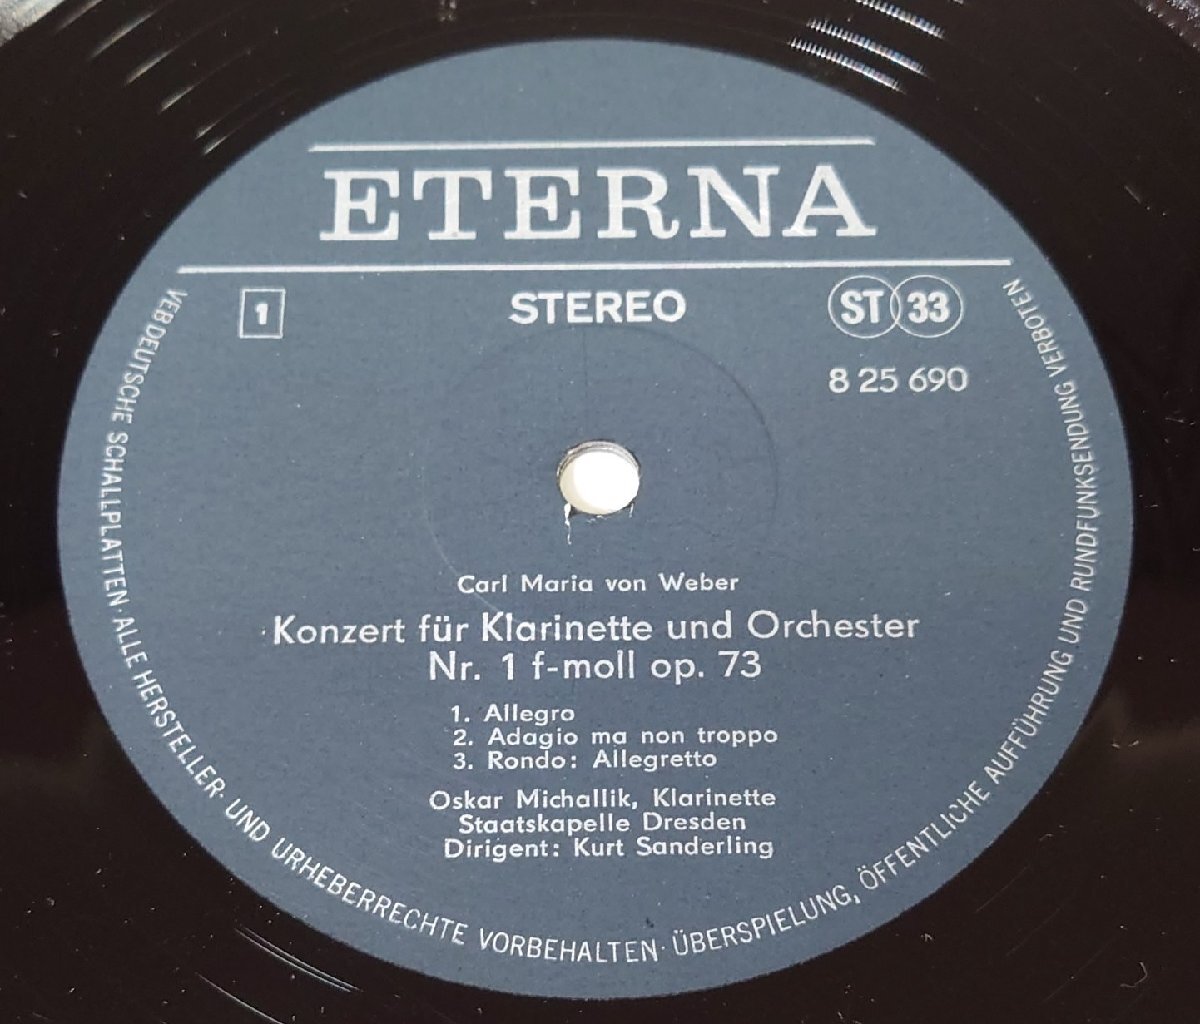 ETERNA
1
STEREO
ST 33
8 25 690
Carl Maria von Weber
Konzert für Klarinette und Orchester
Nr. 1 f-moll op. 73
1. Allegro
2. Adagio ma non troppo
3. Rondo: Allegretto
Oskar Michallik, Klarinette
Staatskapelle Dresden
Dirigent: Kurt Sanderling
VEB DEUTSCHE SCHALLPLATTEN · ALLE HERSTELLER- UND URHEBERRECHTE VORBEHALTEN · ÜBERSPIELUNG, ÖFFENTLICHE AUFFÜHRUNG UND RUNDFUNKSENDUNG VERBOTEN